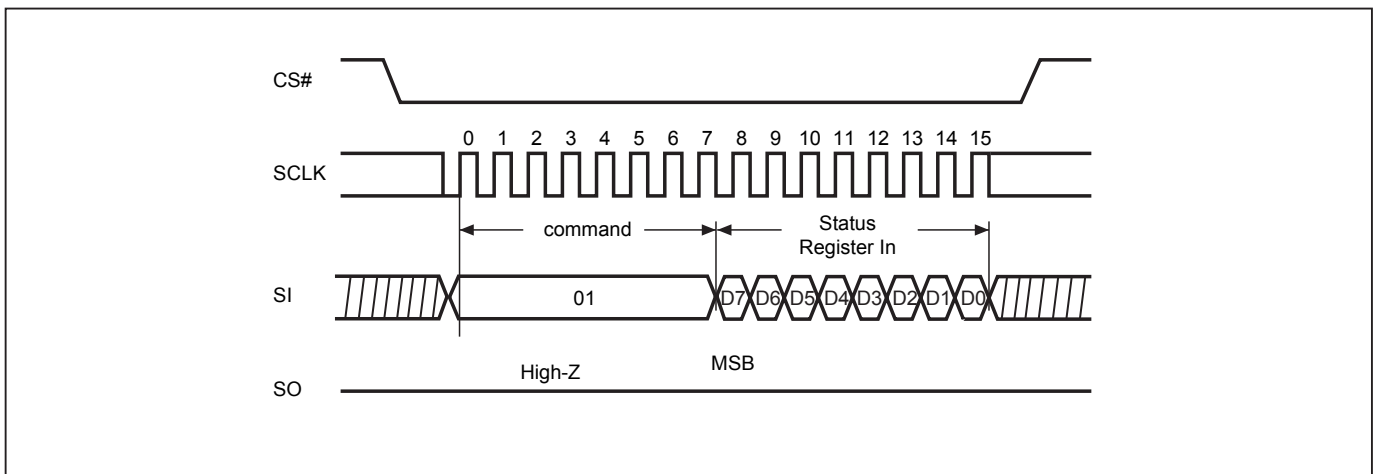 CS#
0 1 2 3 4 5 6 7 8 9 10 11 12 13 14 15
SCLK
command
Status
Register In
SI
01
D7 D6 D5 D4 D3 D2 D1 D0
High-Z
MSB
SO